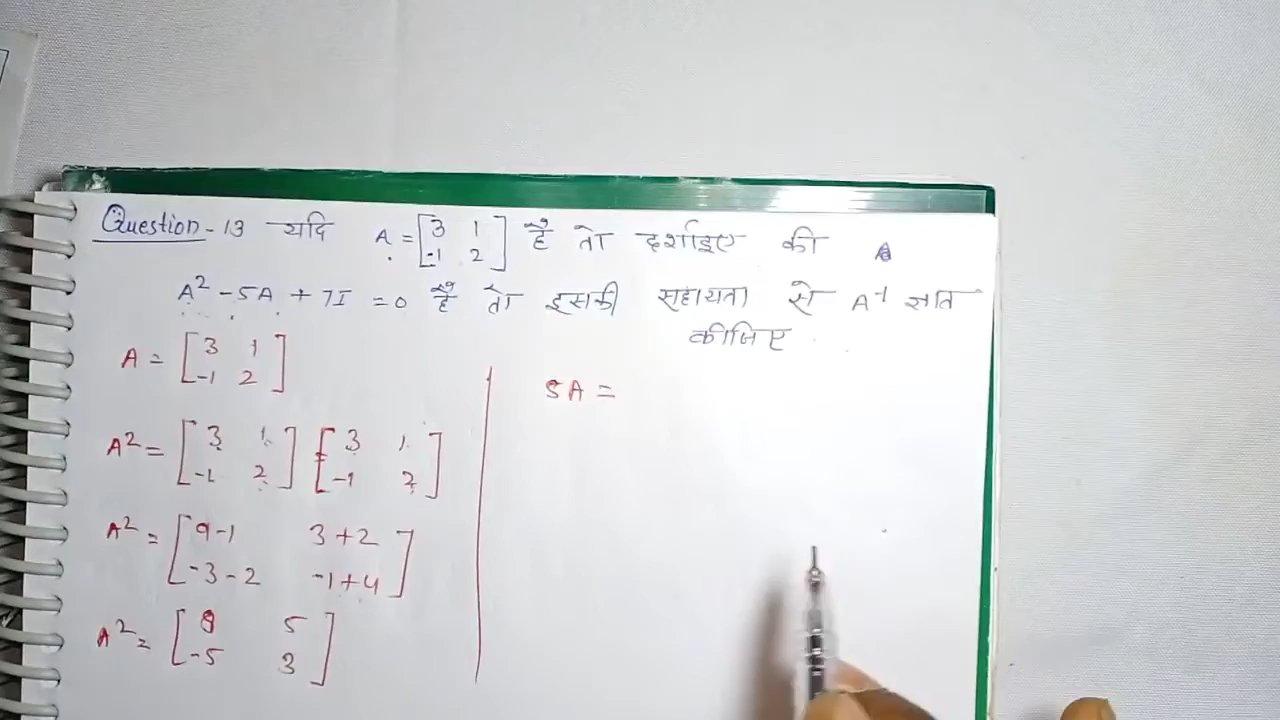 Question - 13 यदि A = [3 1 -1 2] है तो दर्शाइए की
A² - 5A + 7I = 0 है तो इसकी सहायता से A⁻¹ ज्ञात
कीजिए
A = [3 1 -1 2]
A² = [3 1 -1 2] [3 1 -1 2]
A² = [9-1 3+2 -3-2 -1+4]
A² = [8 5 -5 3]
5A =